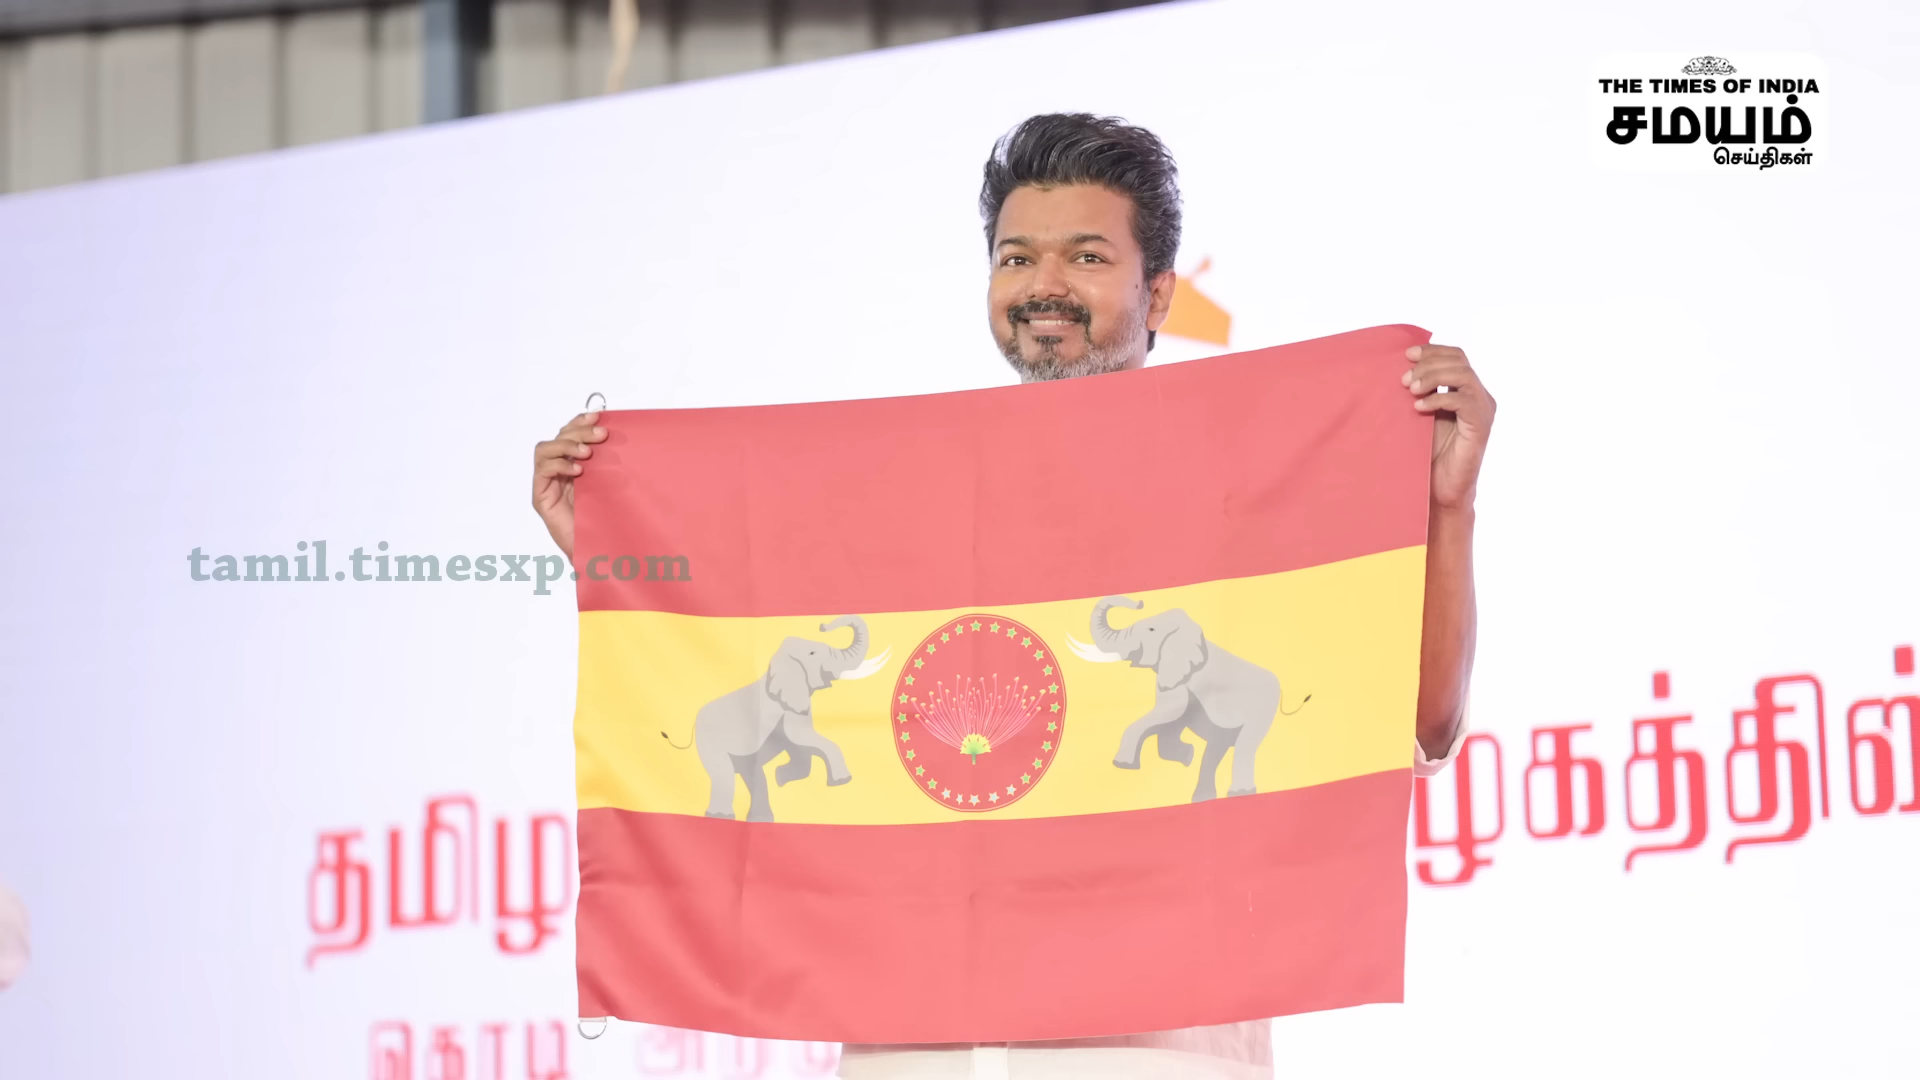 THE TIMES OF INDIA
சமயம்
செய்திகள்
tamil.timesxp.com
தமிழ ழகத்தின்
கொடி